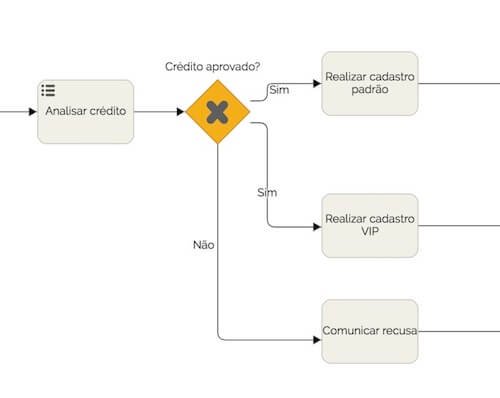 Crédito aprovado?
Analisar crédito
Sim
Realizar cadastro
padrão
Sim
Realizar cadastro
VIP
Não
Comunicar recusa